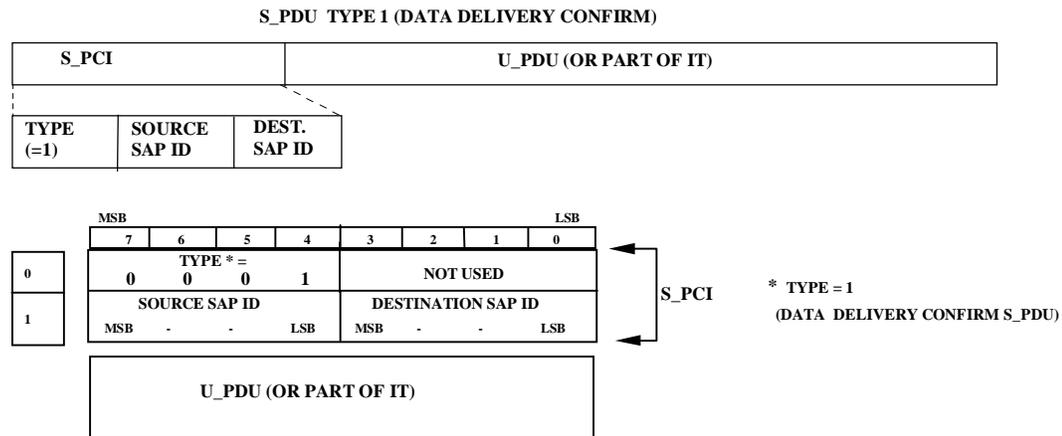 S_PDU TYPE 1 (DATA DELIVERY CONFIRM)
S_PCI U_PDU (OR PART OF IT)
TYPE (=1)
SOURCE SAP ID
DEST. SAP ID
MSB LSB
7 6 5 4 3 2 1 0
0
TYPE * =
0 0 0 1
NOT USED
1
SOURCE SAP ID
MSB - - LSB
DESTINATION SAP ID
MSB - - LSB
S_PCI
* TYPE = 1
(DATA DELIVERY CONFIRM S_PDU)
U_PDU (OR PART OF IT)